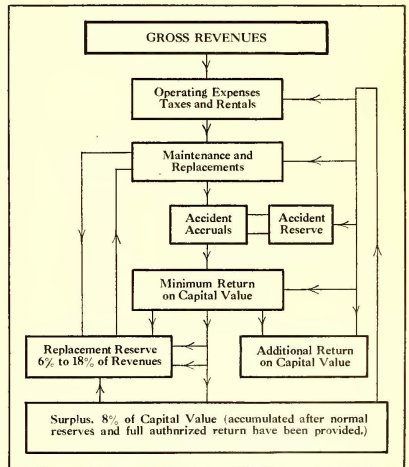 GROSS REVENUES
Operating Expenses
Taxes and Rentals
Maintenance and
Replacements
Accident
Accruals
Accident
Reserve
Minimum Return
on Capital Value
Replacement Reserve
6% to 18% of Revenues
Additional Return
on Capital Value
Surplus. 8% of Capital Value (accumulated after normal
reserves and full authnrized return have been provided.)